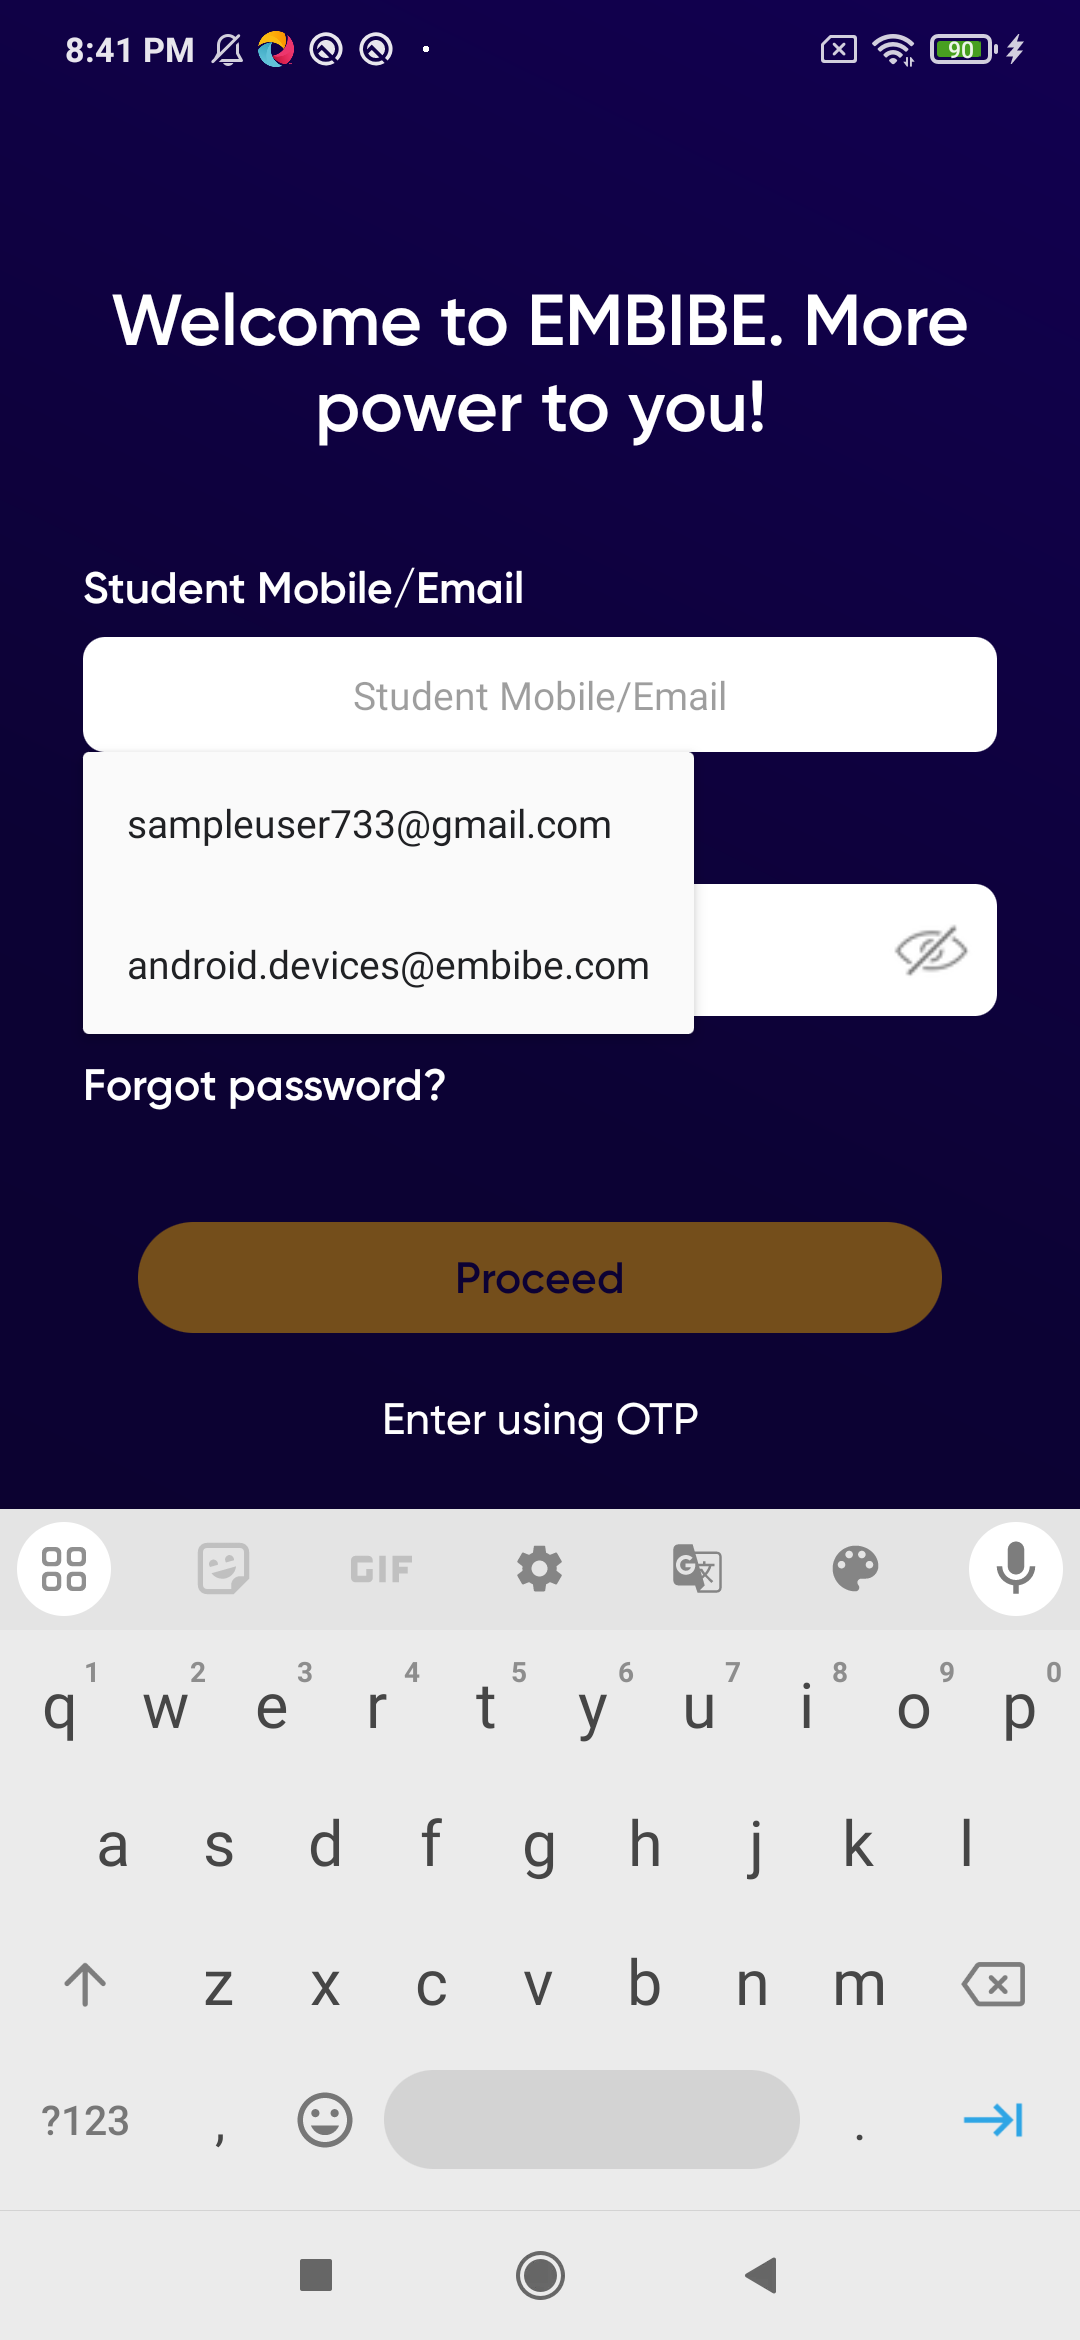 8:41 PM
90
Welcome to EMBIBE. More
power to you!
Student Mobile/Email
Student Mobile/Email
sampleuser733@gmail.com
android.devices@embibe.com
Forgot password?
Proceed
Enter using OTP
GIF
G
1 2 3 4 5 6 7 8 9 0
q w e r t y u i o p
a s d f g h j k l
z x c v b n m
?123 , .